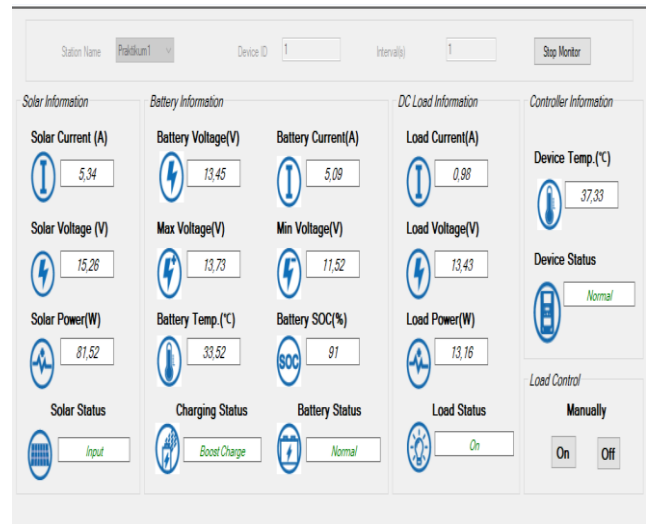 Station Name Praktikum1 Device ID 1 Interval(s) 1 Stop Monitor
Solar Information Battery Information DC Load Information Controller Information
Solar Current (A) Battery Voltage(V) Battery Current(A) Load Current(A)
5,34 13,45 5,09 0,98
Device Temp.(℃)
37,33
Solar Voltage (V) Max Voltage(V) Min Voltage(V) Load Voltage(V)
15,26 13,73 11,52 13,43
Device Status
Normal
Solar Power(W) Battery Temp.(℃) Battery SOC(%) Load Power(W)
81,52 33,52 SOC 91 13,16
Load Control
Solar Status Charging Status Battery Status Load Status Manually
Input Boost Charge Normal On On Off